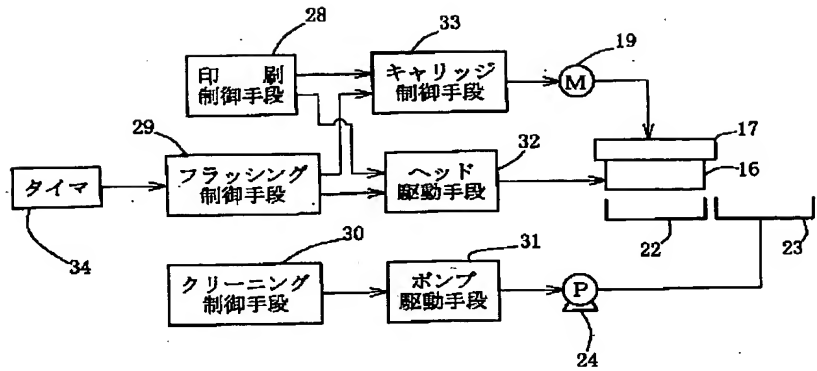 28
33
19
印 刷
制御手段
キャリッジ
制御手段
M
29
32
17
16
タイマ
フラッシング
制御手段
ヘッド
駆動手段
34
30
31
22
23
クリーニング
制御手段
ポンプ
駆動手段
P
24